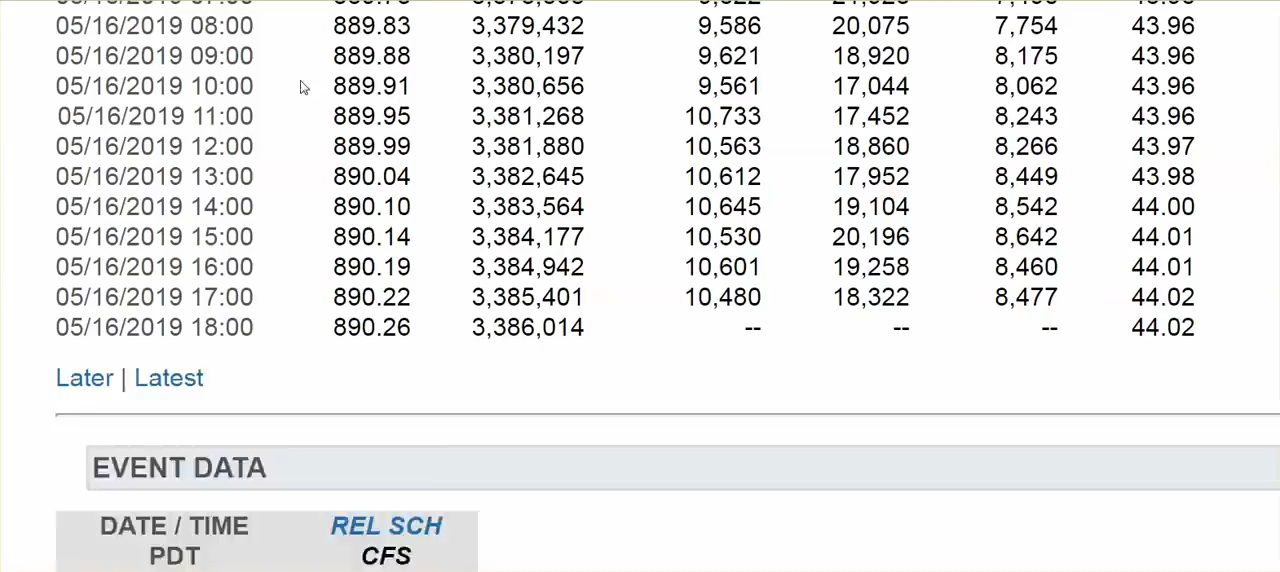 05/16/2019 08:00 889.83 3,379,432 9,586 20,075 7,754 43.96
05/16/2019 09:00 889.88 3,380,197 9,621 18,920 8,175 43.96
05/16/2019 10:00 889.91 3,380,656 9,561 17,044 8,062 43.96
05/16/2019 11:00 889.95 3,381,268 10,733 17,452 8,243 43.96
05/16/2019 12:00 889.99 3,381,880 10,563 18,860 8,266 43.97
05/16/2019 13:00 890.04 3,382,645 10,612 17,952 8,449 43.98
05/16/2019 14:00 890.10 3,383,564 10,645 19,104 8,542 44.00
05/16/2019 15:00 890.14 3,384,177 10,530 20,196 8,642 44.01
05/16/2019 16:00 890.19 3,384,942 10,601 19,258 8,460 44.01
05/16/2019 17:00 890.22 3,385,401 10,480 18,322 8,477 44.02
05/16/2019 18:00 890.26 3,386,014 -- -- -- 44.02
Later | Latest
EVENT DATA
DATE / TIME REL SCH
PDT CFS